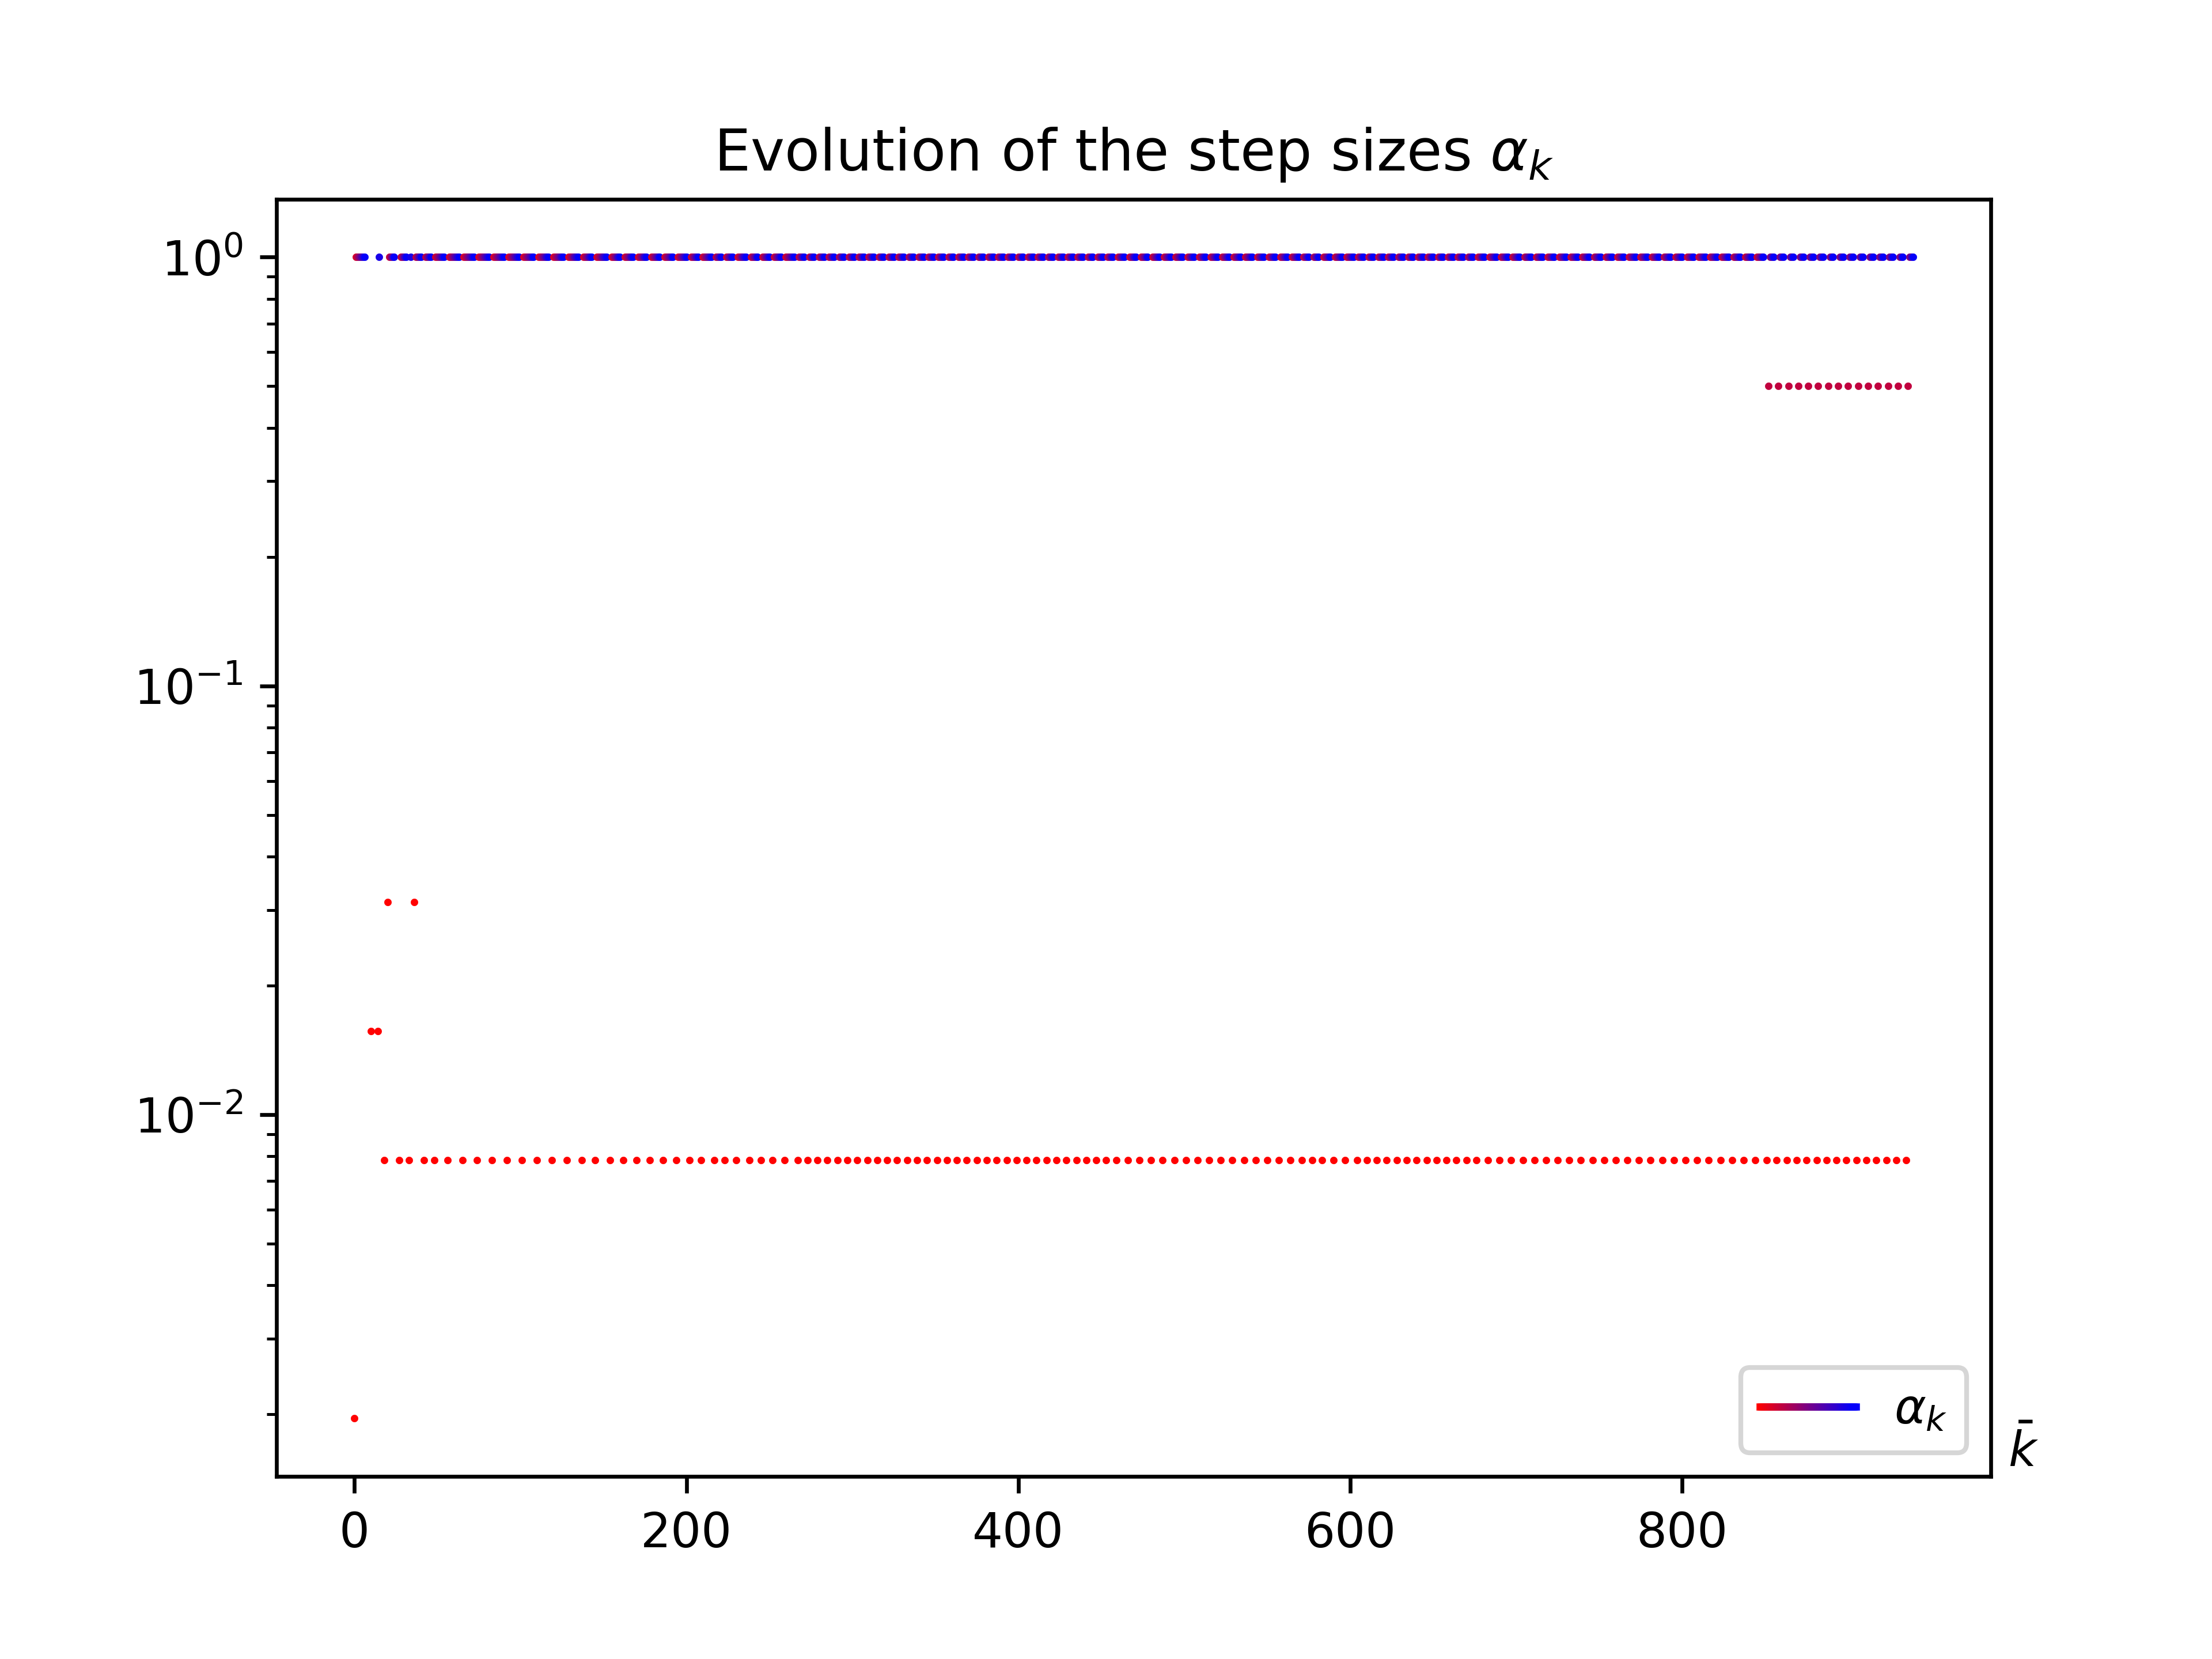 Evolution of the step sizes αₖ
10⁰
10⁻¹
10⁻²
αₖ
k̄
0 200 400 600 800